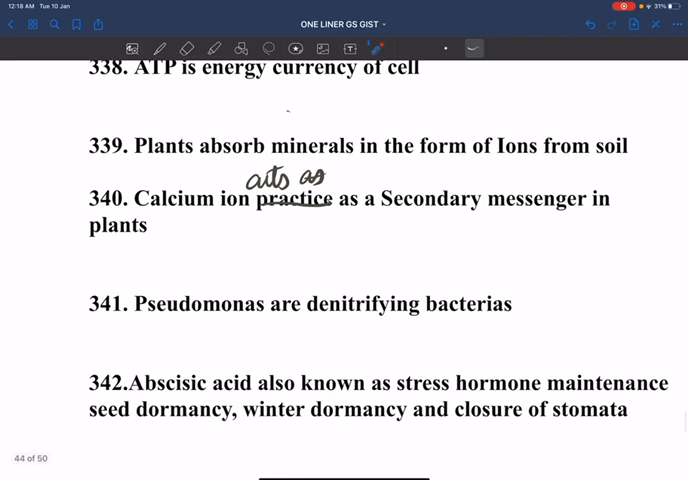 12:18 AM Tue 10 Jan
31%
ONE LINER GS GIST
338. ATP is energy currency of cell
339. Plants absorb minerals in the form of Ions from soil
acts as
340. Calcium ion practice as a Secondary messenger in
plants
341. Pseudomonas are denitrifying bacterias
342.Abscisic acid also known as stress hormone maintenance
seed dormancy, winter dormancy and closure of stomata
44 of 50